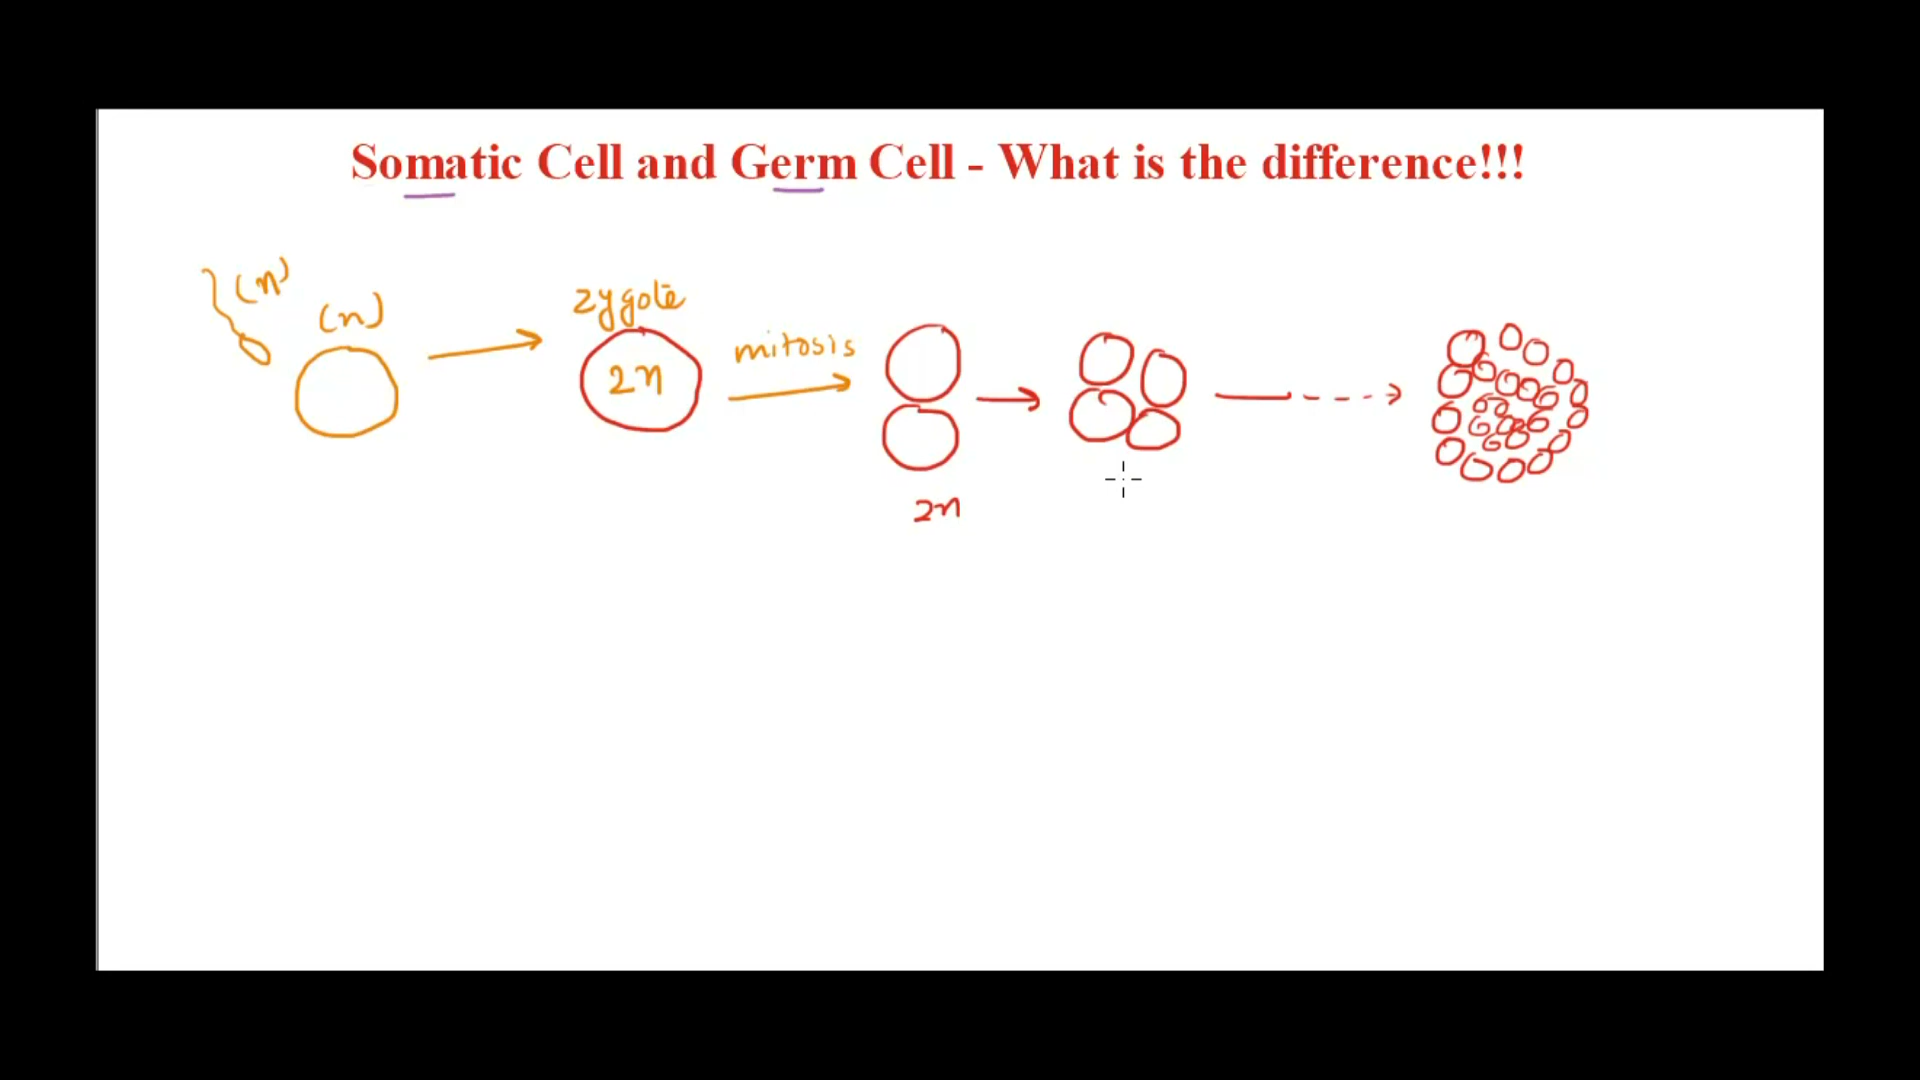 Somatic Cell and Germ Cell - What is the difference!!!
(n)
(n)
zygote
2n
mitosis
2n